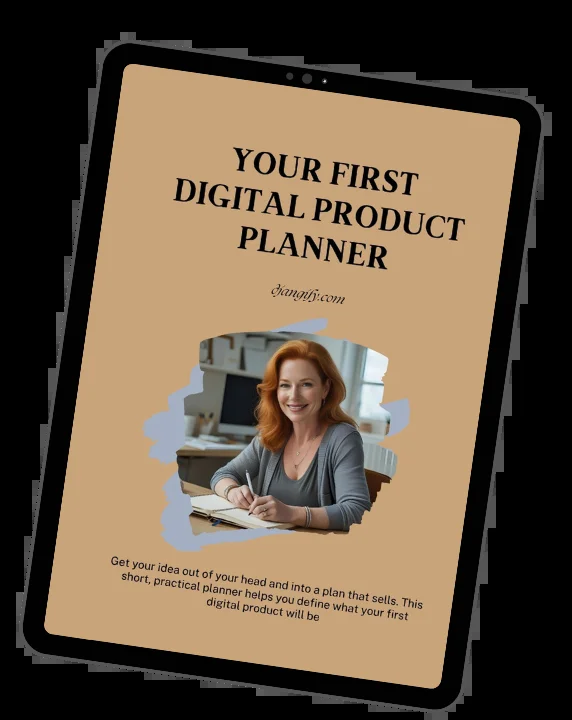 YOUR FIRST
DIGITAL PRODUCT
PLANNER
djangify.com
Get your idea out of your head and into a plan that sells. This
short, practical planner helps you define what your first
digital product will be